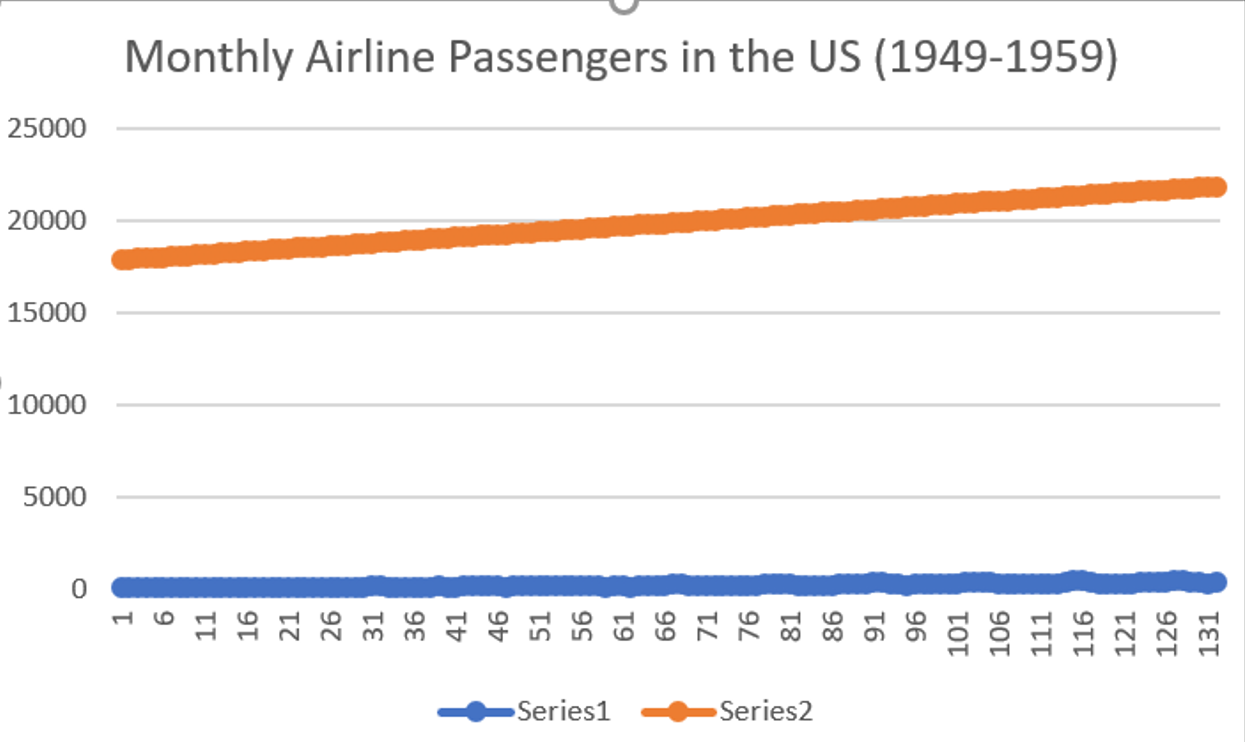 Monthly Airline Passengers in the US (1949-1959)
25000
20000
15000
10000
5000
0
1 6 11 16 21 26 31 36 41 46 51 56 61 66 71 76 81 86 91 96 101 106 111 116 121 126 131
Series1 Series2